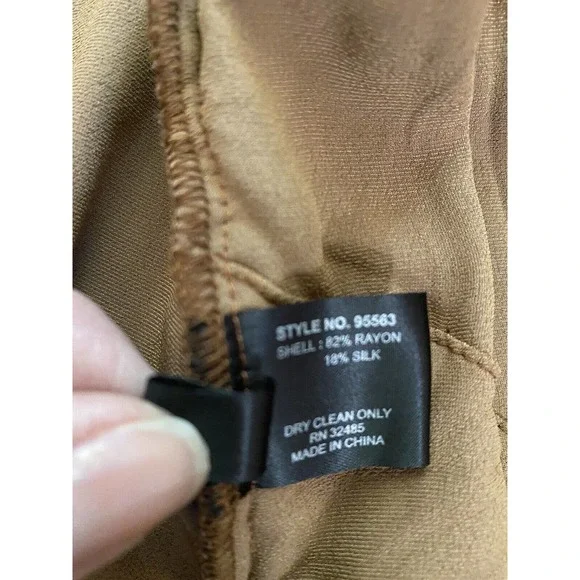 STYLE NO. 95563
SHELL : 82% RAYON
18% SILK
DRY CLEAN ONLY
RN 32485
MADE IN CHINA